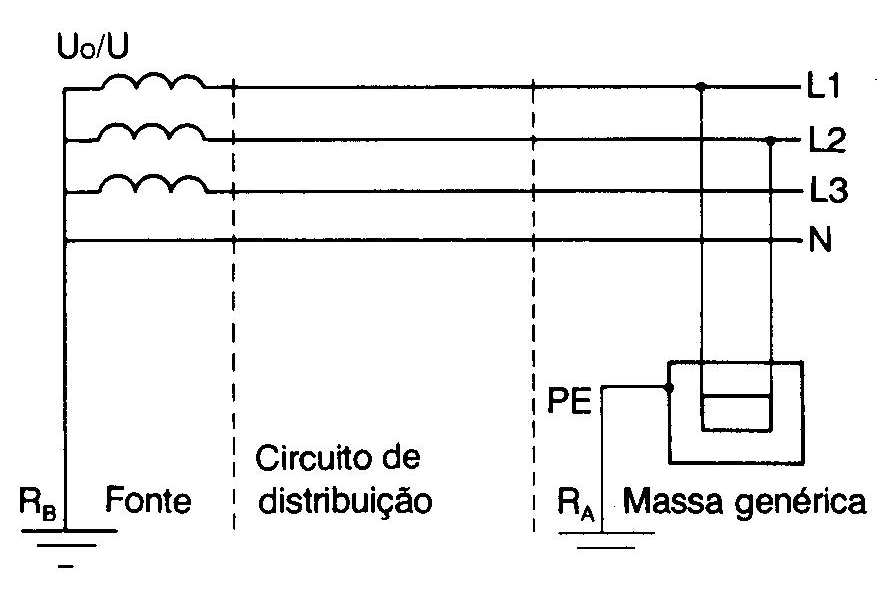 Uo/U
L1
L2
L3
N
PE
Circuito de
distribuição
RB
Fonte
RA
Massa genérica